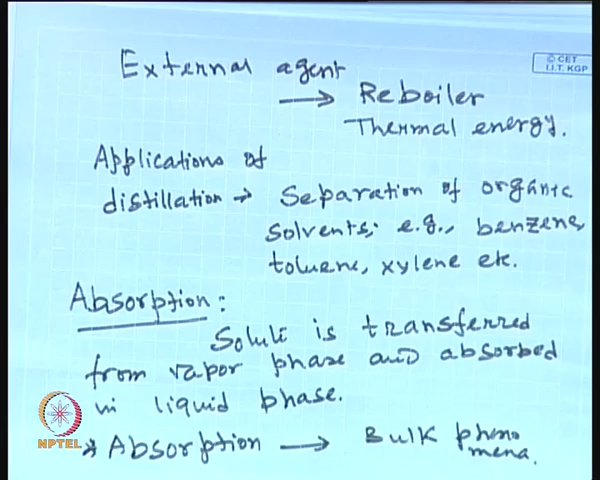 © CET
I.I.T. KGP
External agent
→ Reboiler
Thermal energy.
Applications of
distillation → Separation of organic
solvents; e.g., benzene,
toluene, xylene etc.
Absorption:
Solute is transferred
from vapor phase and absorbed
in liquid phase.
* Absorption → Bulk pheno
mena.
NPTEL